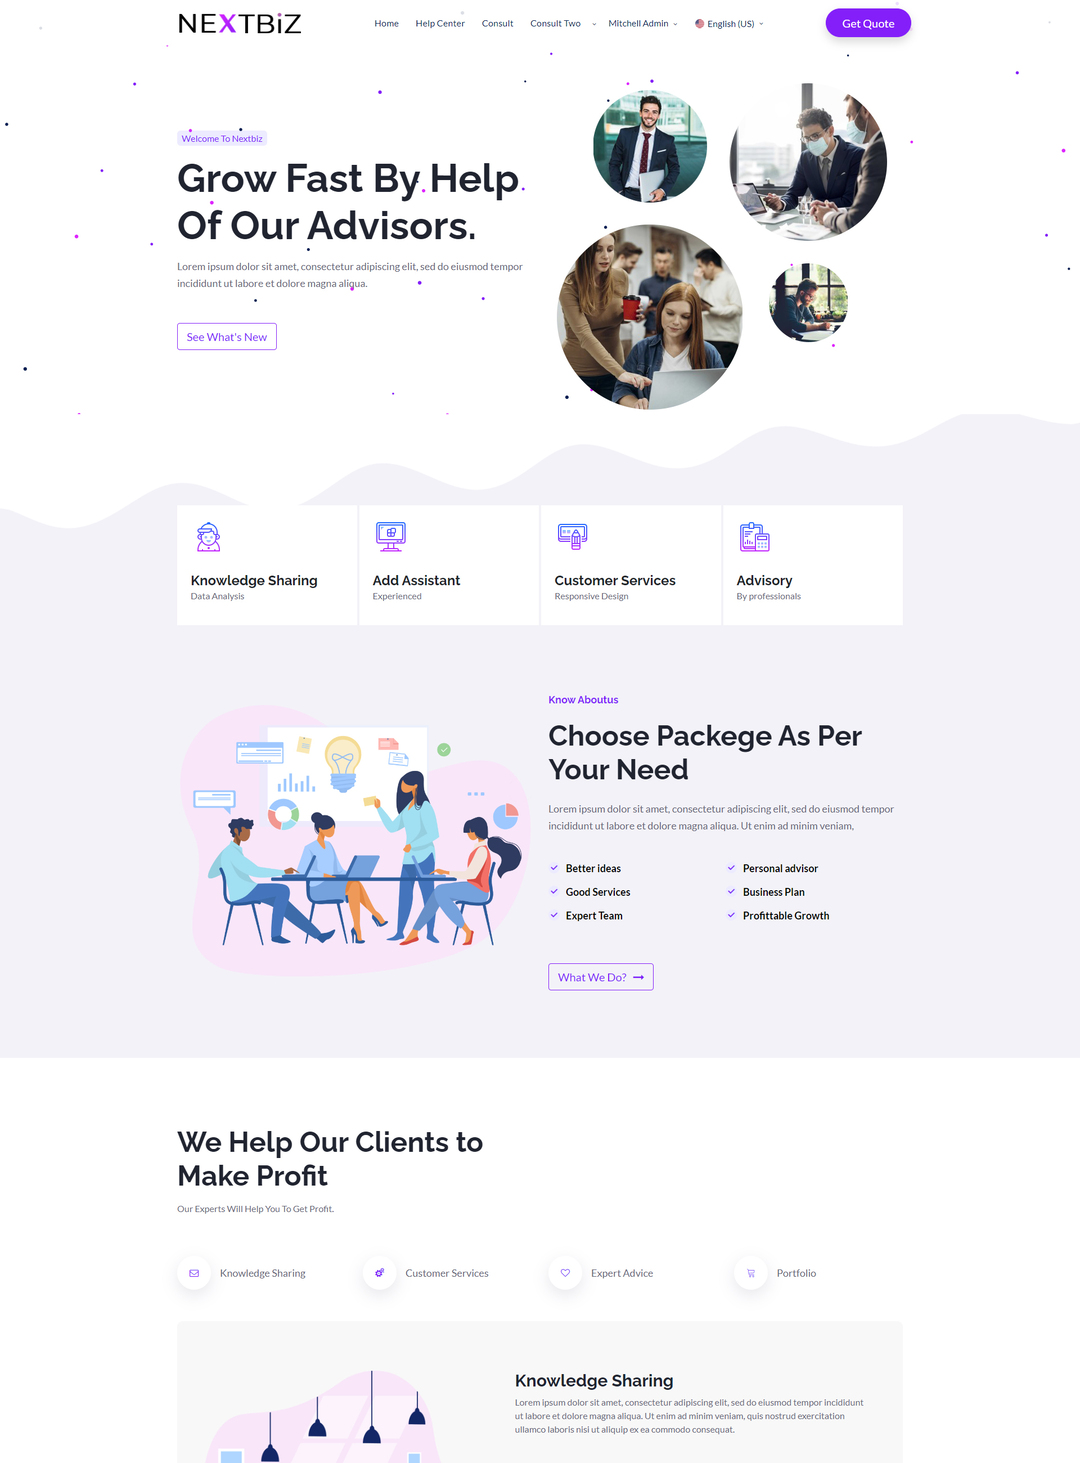 NEXTBiZ
Home
Help Center
Consult
Consult Two
Mitchell Admin
English (US)
Get Quote
Welcome To Nextbiz
Grow Fast By Help
Of Our Advisors.
Lorem ipsum dolor sit amet, consectetur adipiscing elit, sed do eiusmod tempor
incididunt ut labore et dolore magna aliqua.
See What's New
Knowledge Sharing
Data Analysis
Add Assistant
Experienced
Customer Services
Responsive Design
Advisory
By professionals
Know Aboutus
Choose Packege As Per
Your Need
Lorem ipsum dolor sit amet, consectetur adipiscing elit, sed do eiusmod tempor
incididunt ut labore et dolore magna aliqua. Ut enim ad minim veniam,
Better ideas
Personal advisor
Good Services
Business Plan
Expert Team
Profittable Growth
What We Do?
We Help Our Clients to
Make Profit
Our Experts Will Help You To Get Profit.
Knowledge Sharing
Customer Services
Expert Advice
Portfolio
Knowledge Sharing
Lorem ipsum dolor sit amet, consectetur adipiscing elit, sed do eiusmod tempor incididunt
ut labore et dolore magna aliqua. Ut enim ad minim veniam, quis nostrud exercitation
ullamco laboris nisi ut aliquip ex ea commodo consequat.